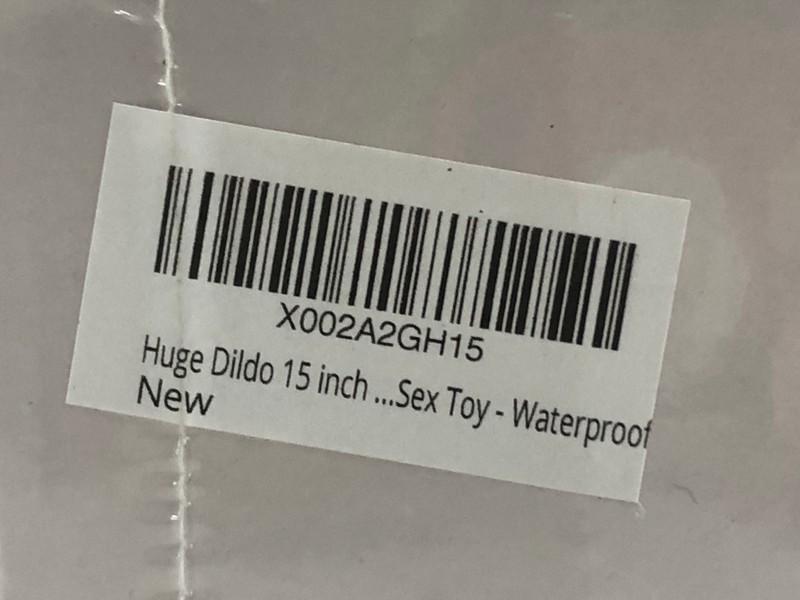 X002A2GH15
Huge Dildo 15 inch ...Sex Toy - Waterproof
New